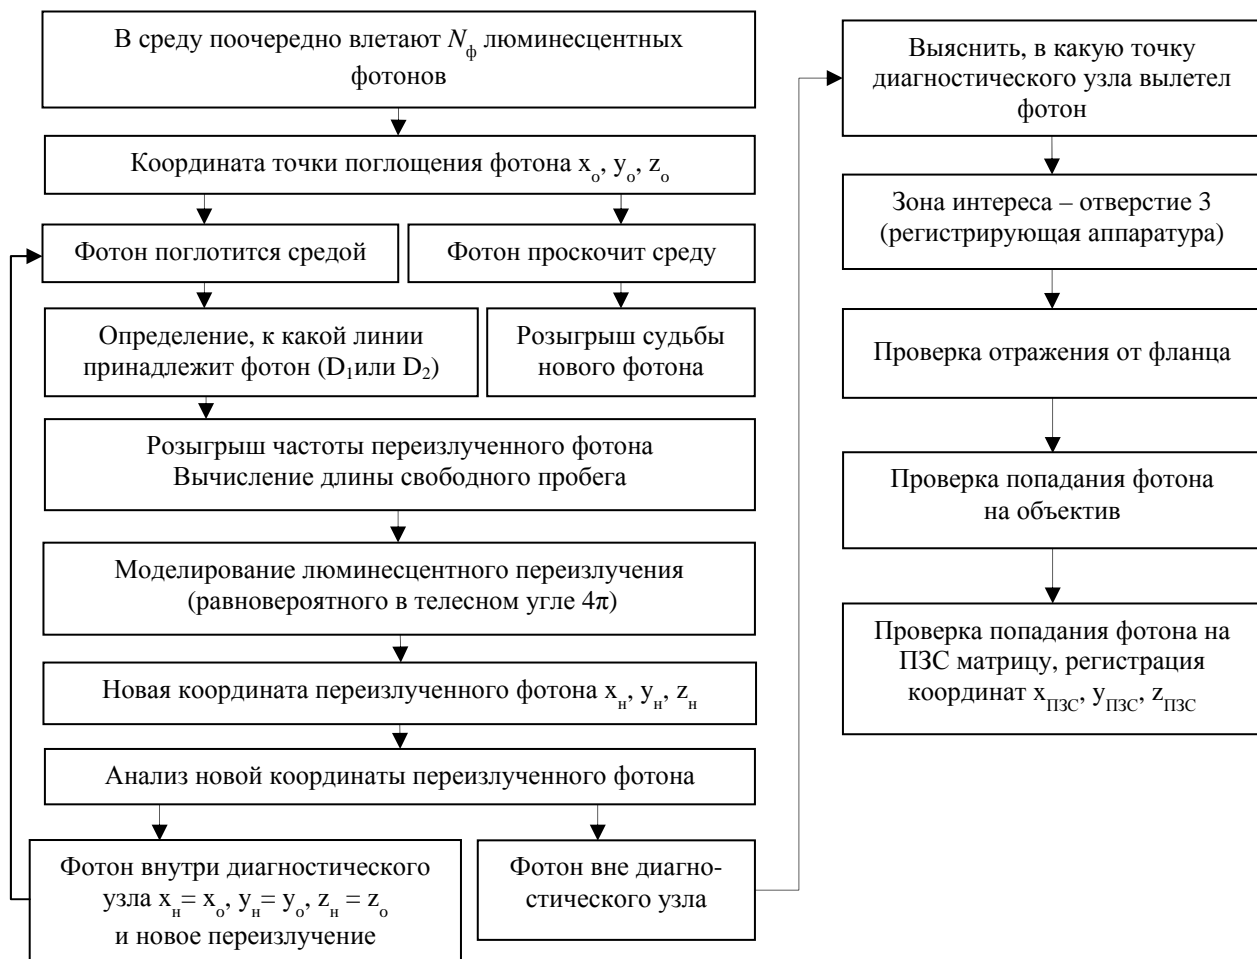 В среду поочередно влетают Nф люминесцентных
фотонов
Координата точки поглощения фотона xо, yо, zо
Фотон поглотится средой
Фотон проскочит среду
Определение, к какой линии
принадлежит фотон (D1или D2)
Розыгрыш судьбы
нового фотона
Розыгрыш частоты переизлученного фотона
Вычисление длины свободного пробега
Моделирование люминесцентного переизлучения
(равновероятного в телесном угле 4π)
Новая координата переизлученного фотона xн, yн, zн
Анализ новой координаты переизлученного фотона
Фотон внутри диагностического
узла xн= xо, yн= yо, zн = zо
и новое переизлучение
Фотон вне диагно-
стического узла
Выяснить, в какую точку
диагностического узла вылетел
фотон
Зона интереса – отверстие 3
(регистрирующая аппаратура)
Проверка отражения от фланца
Проверка попадания фотона
на объектив
Проверка попадания фотона на
ПЗС матрицу, регистрация
координат xПЗС, yПЗС, zПЗС